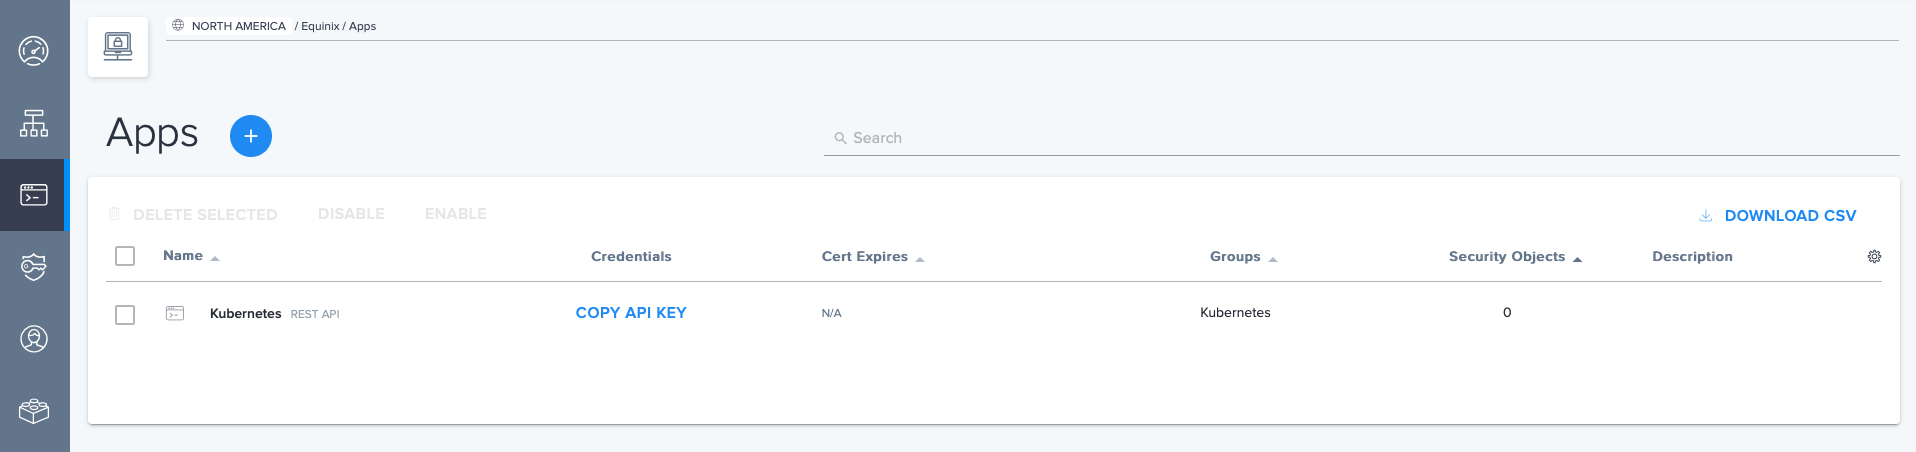 NORTH AMERICA / Equinix / Apps
Apps
Search
DELETE SELECTED DISABLE ENABLE DOWNLOAD CSV
Name Credentials Cert Expires Groups Security Objects Description
Kubernetes REST API COPY API KEY N/A Kubernetes 0